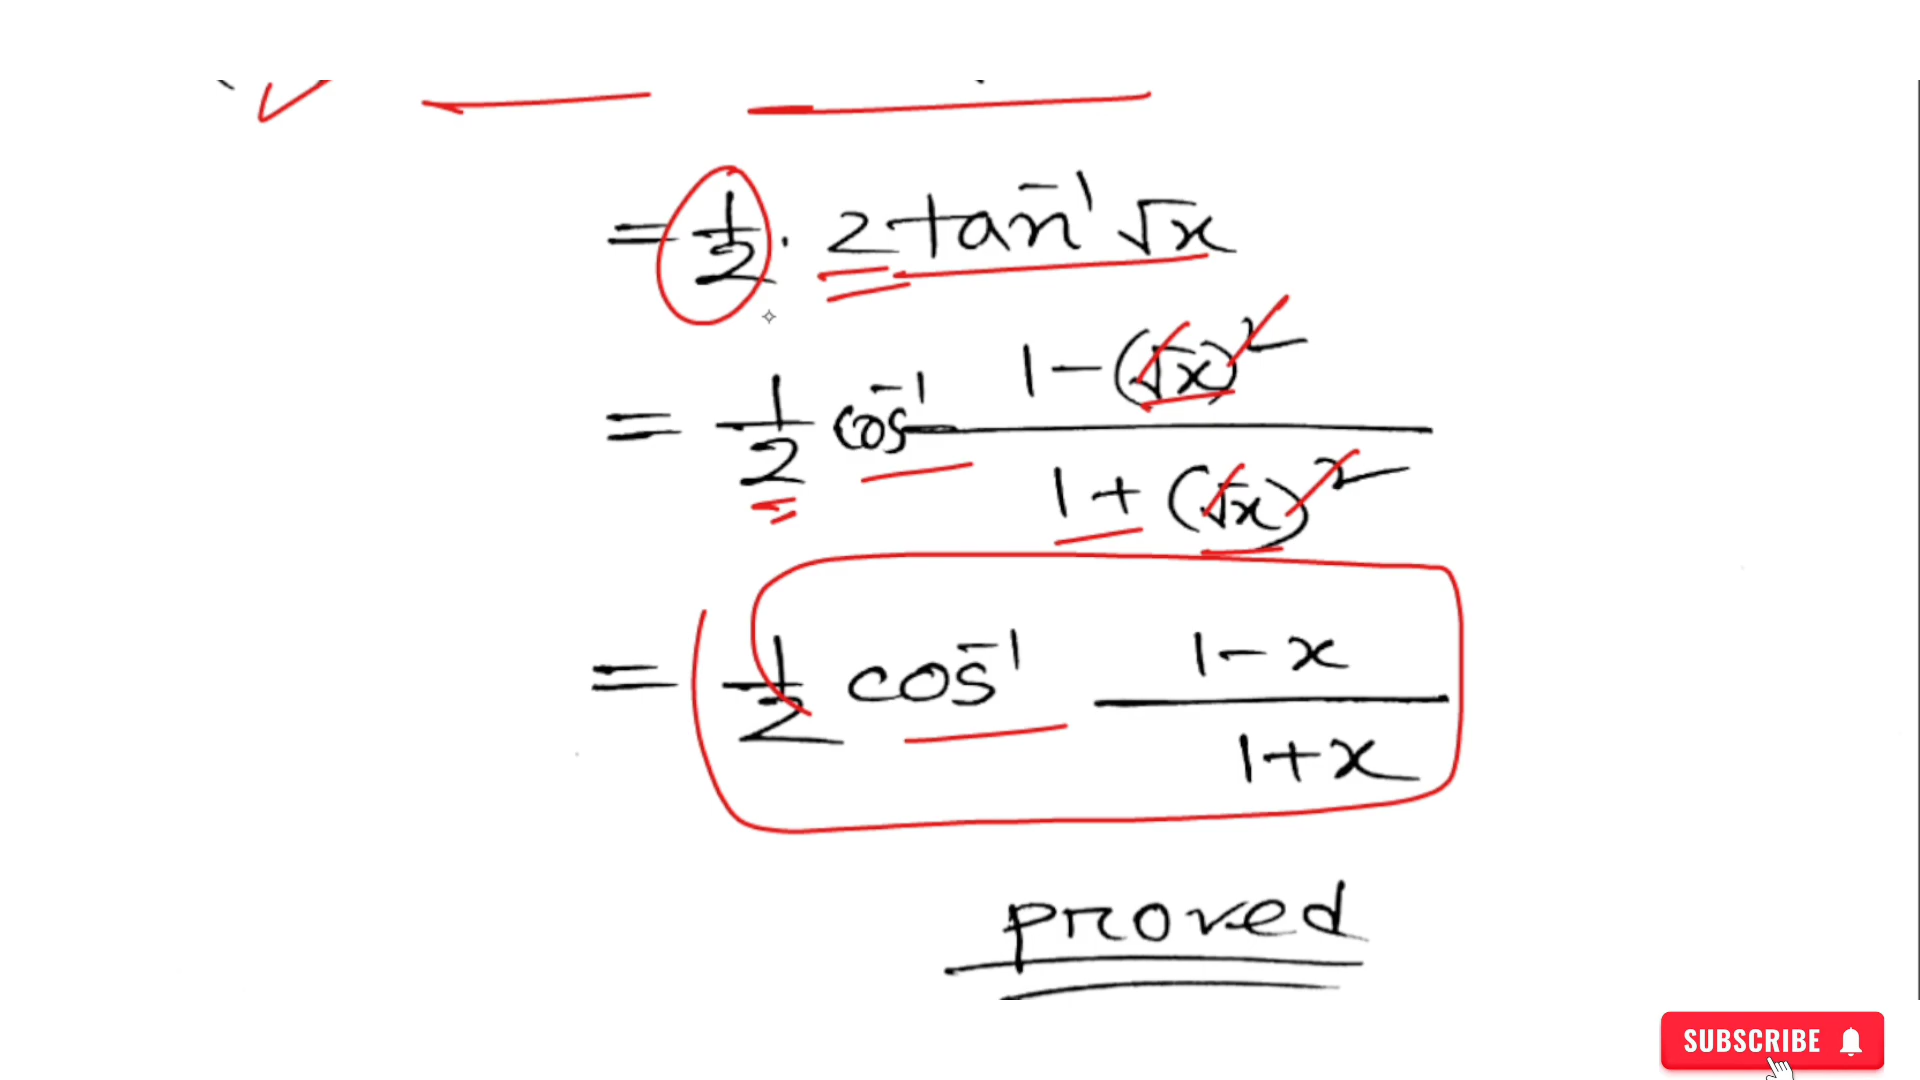 = 1/2 · 2 tan⁻¹ √x
= 1/2 cos⁻¹ (1 - (√x)²)/(1 + (√x)²)
= 1/2 cos⁻¹ (1 - x)/(1 + x)
proved
SUBSCRIBE